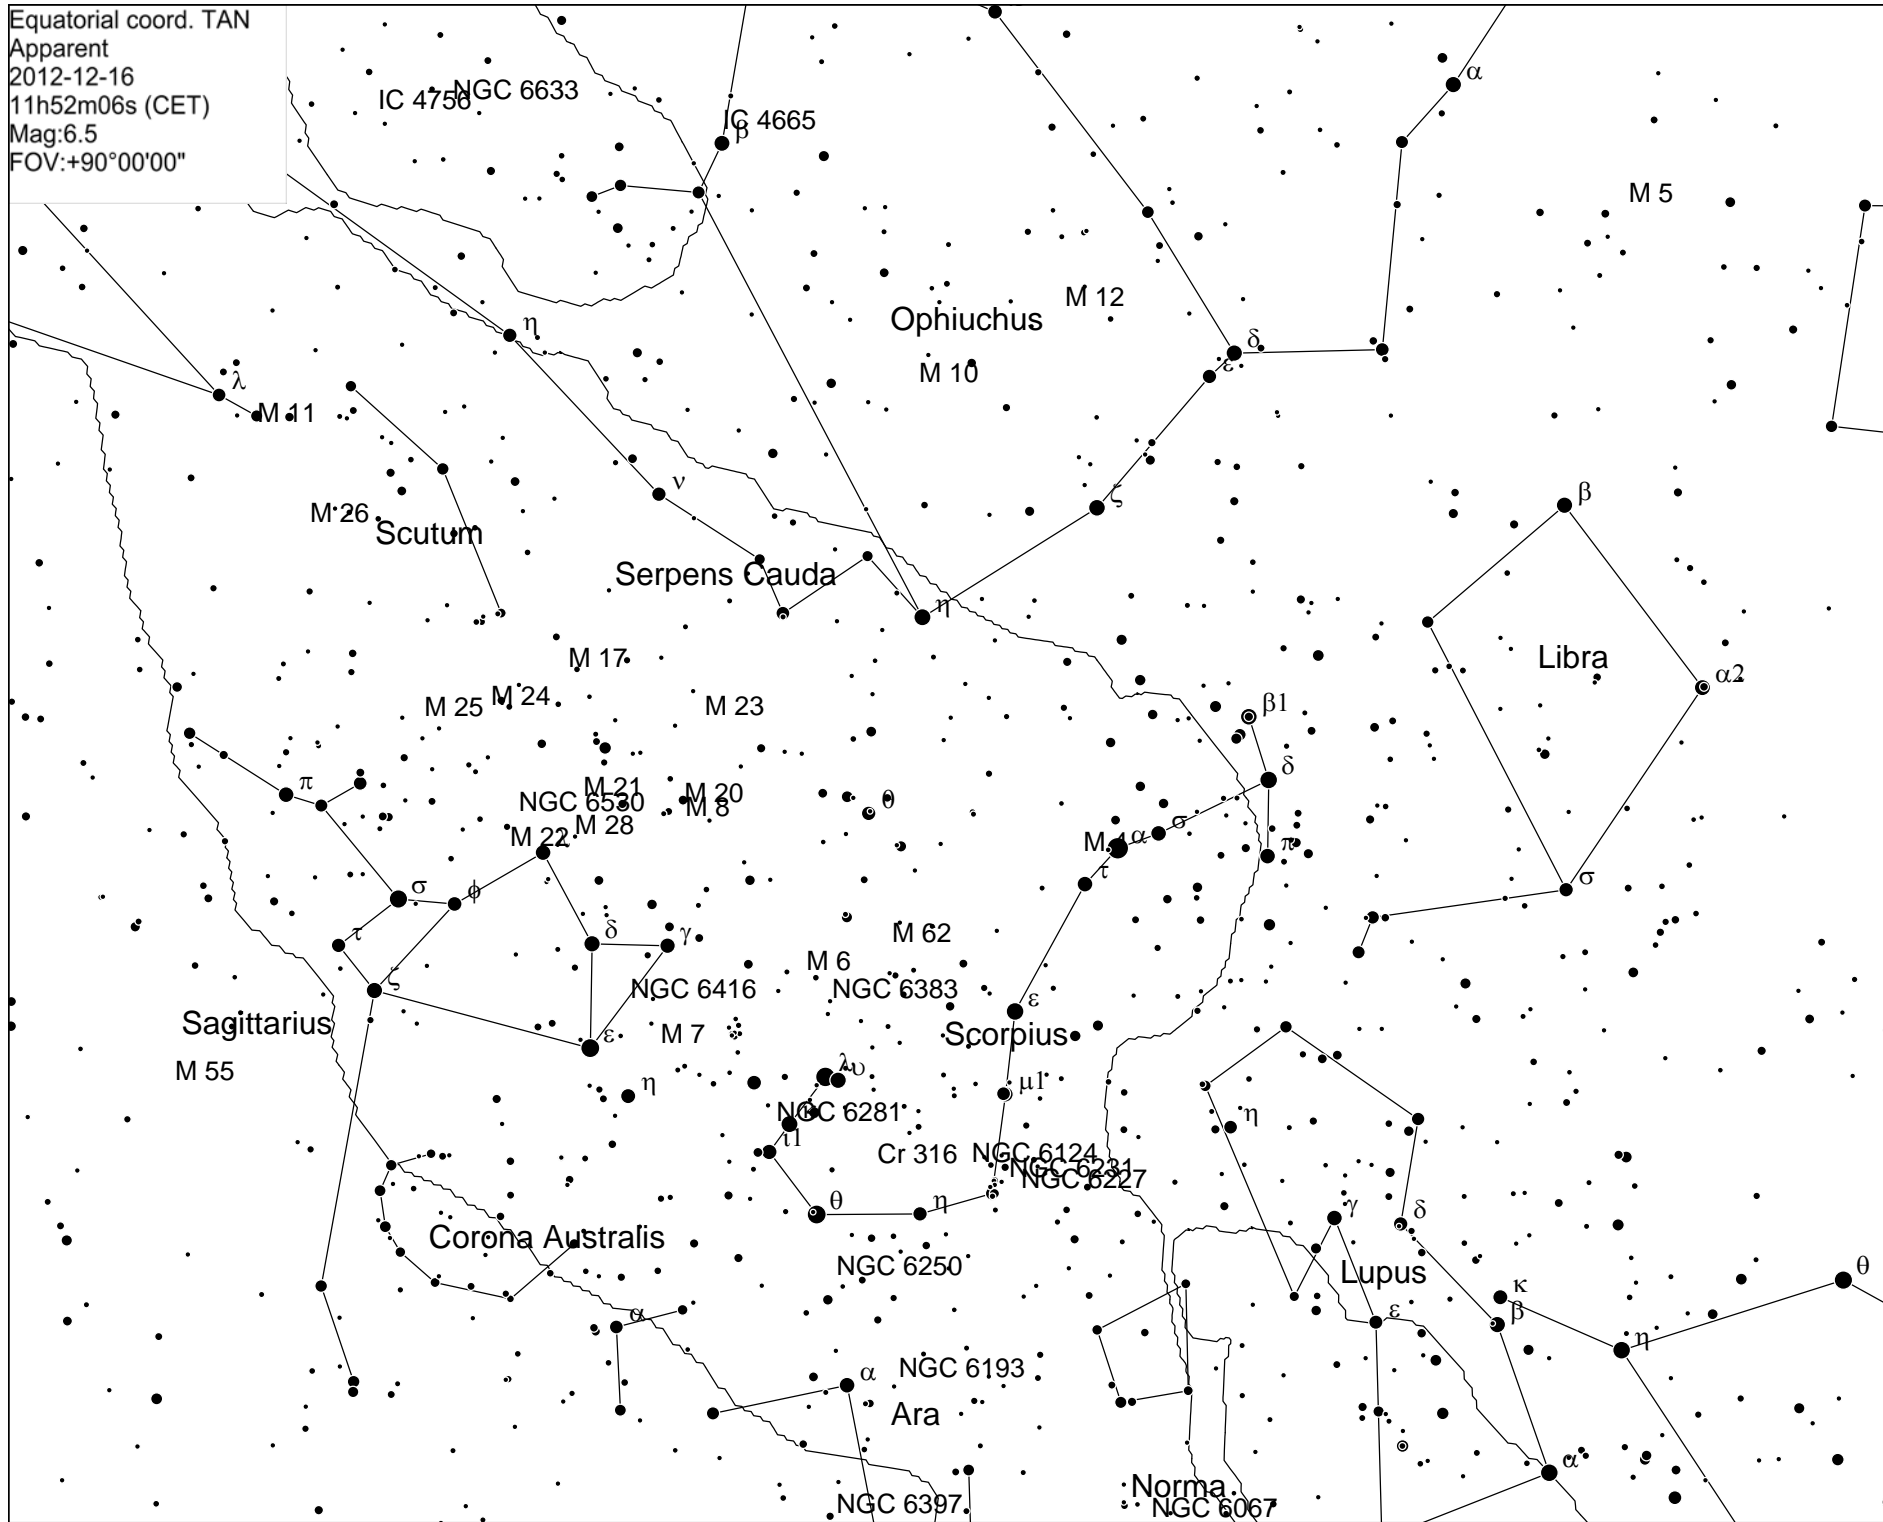 Equatorial coord. TAN
Apparent
2012-12-16
11h52m06s (CET)
Mag:6.5
FOV:+90°00'00"
α
IC 4756
NGC 6633
IC 4665
β
M 5
M 12
Ophiuchus
η
δ
ε
M 10
λ
M 11
ν
ζ
β
M 26
Scutum
Serpens Cauda
η
M 17
Libra
α2
M 25
M 24
M 23
β1
π
δ
M 21
M 20
NGC 6530
M 8
θ
M 28
M 22
λ
M 4
α
σ
π
τ
σ
φ
σ
τ
δ
γ
M 62
ζ
M 6
NGC 6416
NGC 6383
ε
Sagittarius
ε
M 7
Scorpius
M 55
λ
υ
μ1
η
NGC 6281
κ
η
ι1
Cr 316
NGC 6124
NGC 6231
NGC 6227
θ
η
γ
δ
Corona Australis
NGC 6250
Lupus
θ
κ
α
ε
β
η
NGC 6193
α
Ara
α
Norma
NGC 6397
NGC 6067